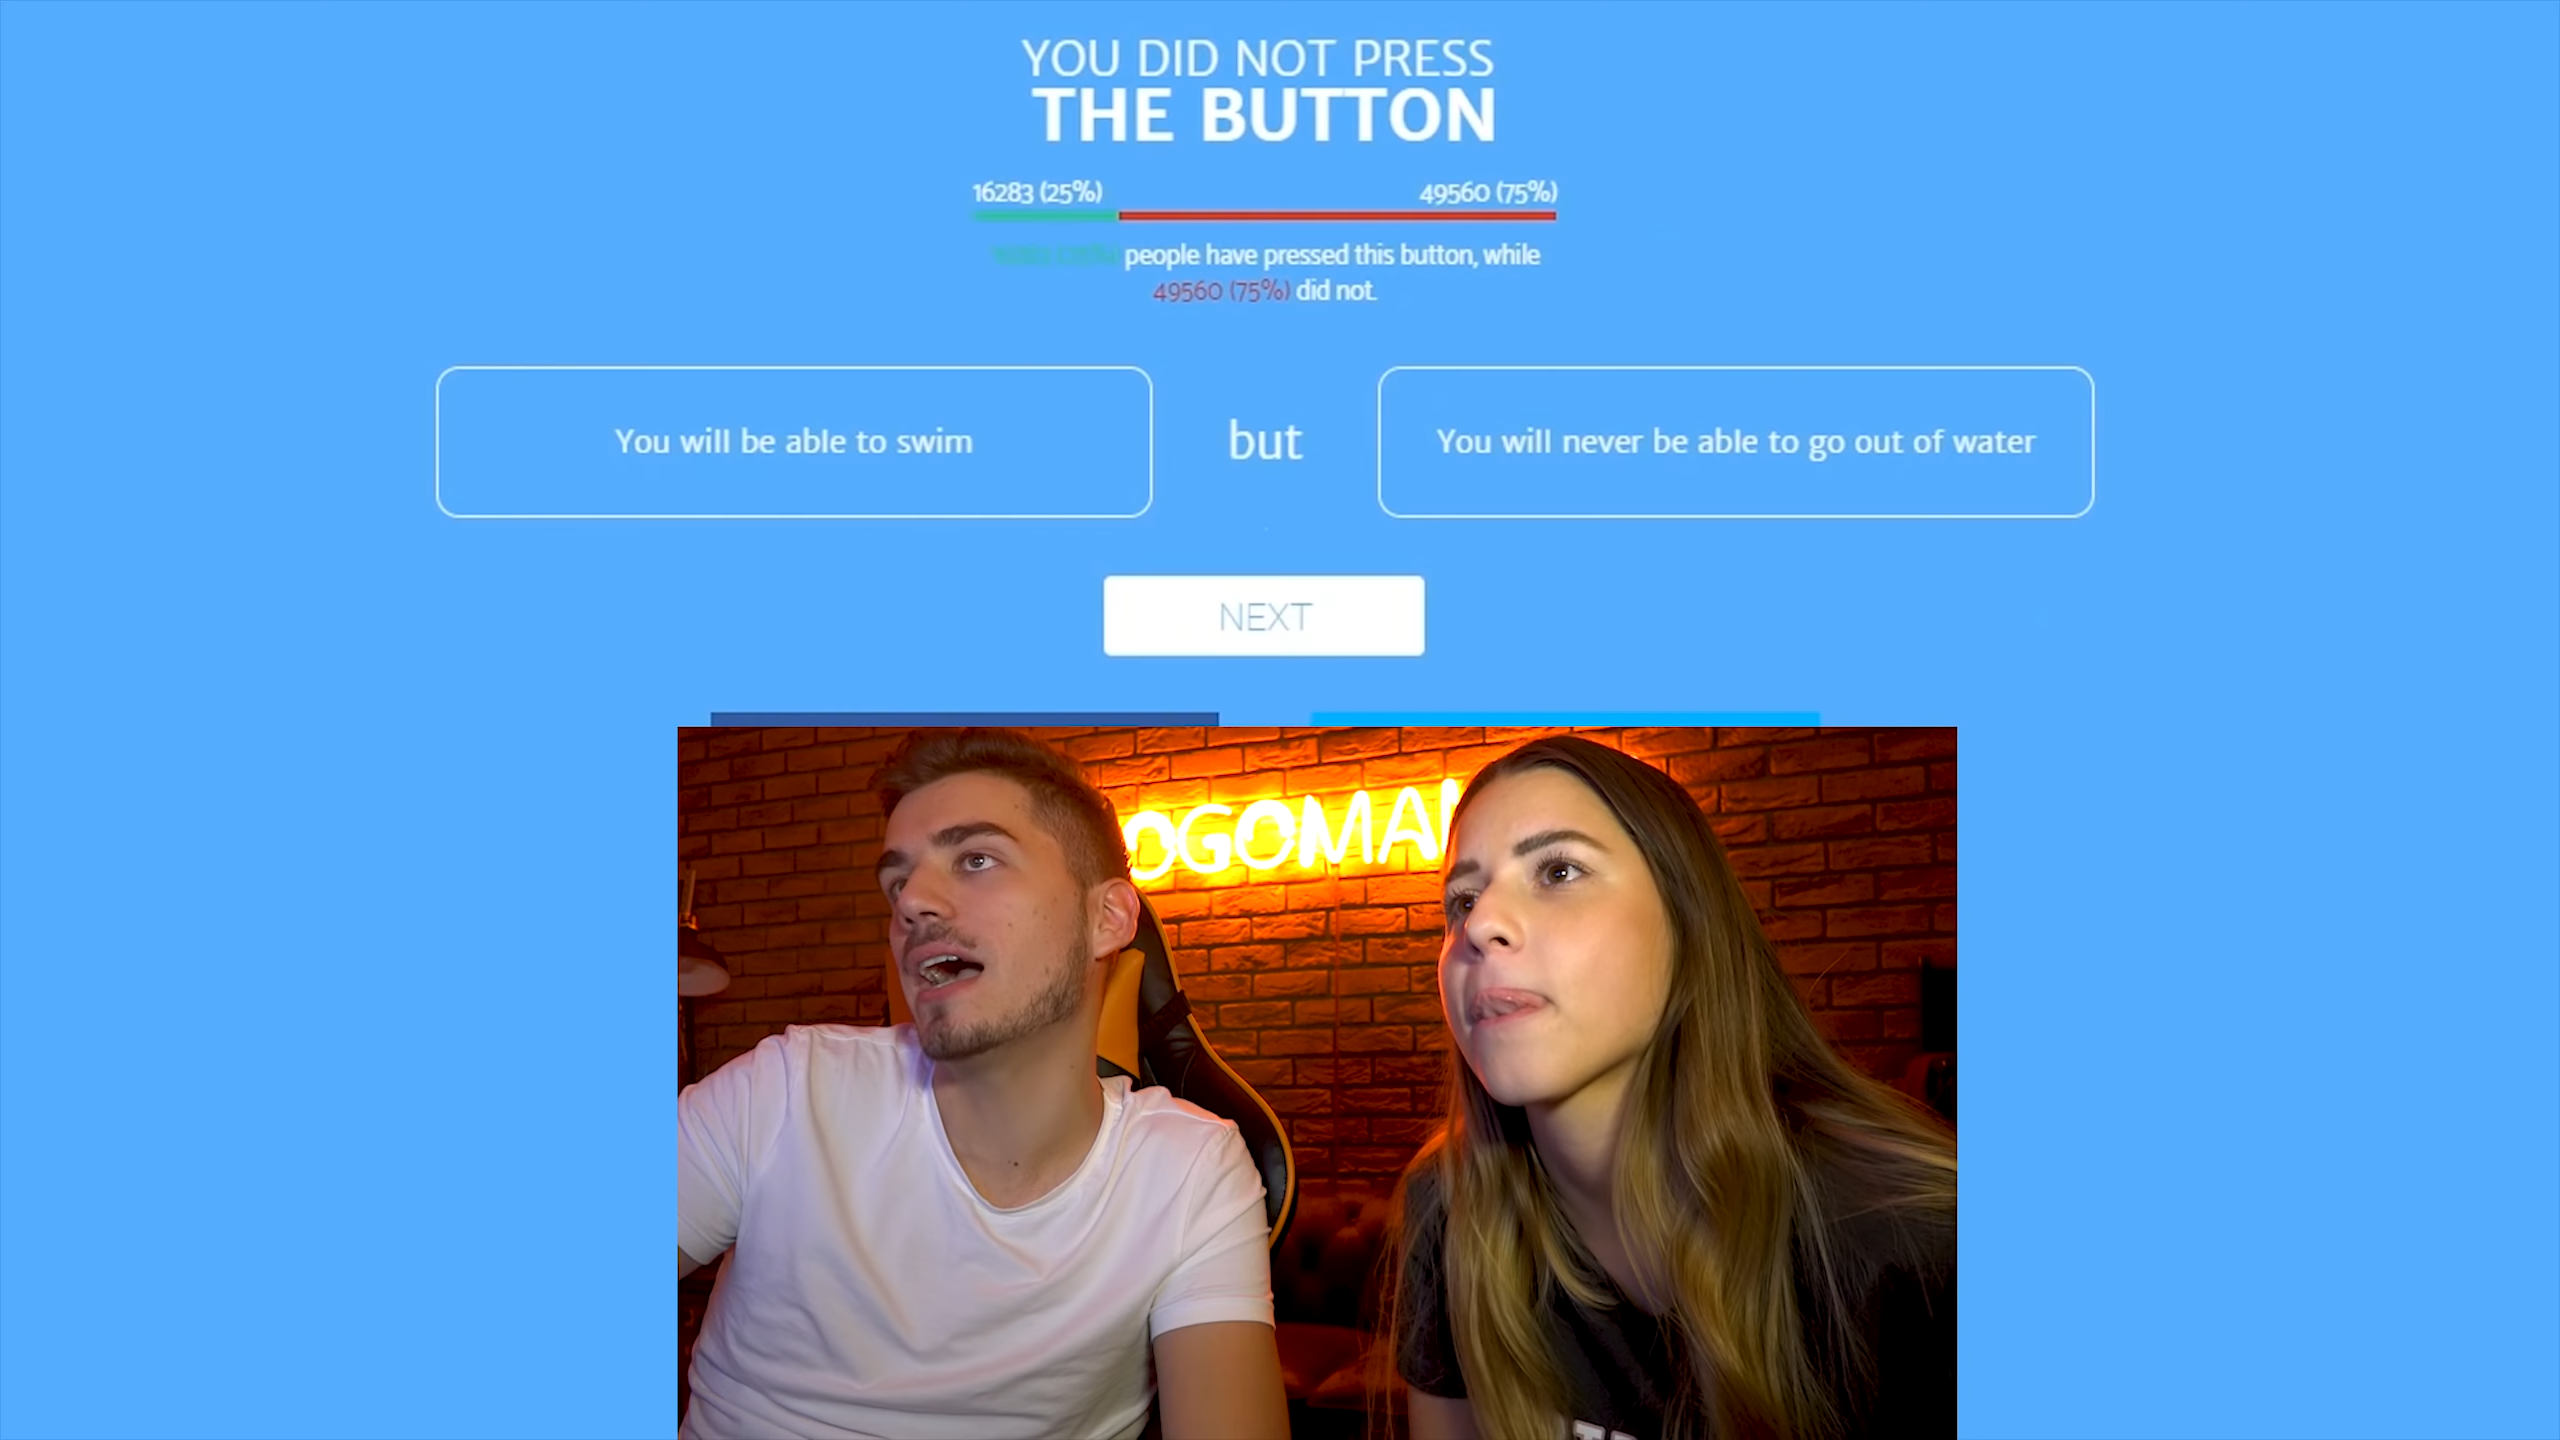 YOU DID NOT PRESS
THE BUTTON
16283 (25%) 49560 (75%)
people have pressed this button, while
49560 (75%) did not.
You will be able to swim
but
You will never be able to go out of water
NEXT
OGOMAN